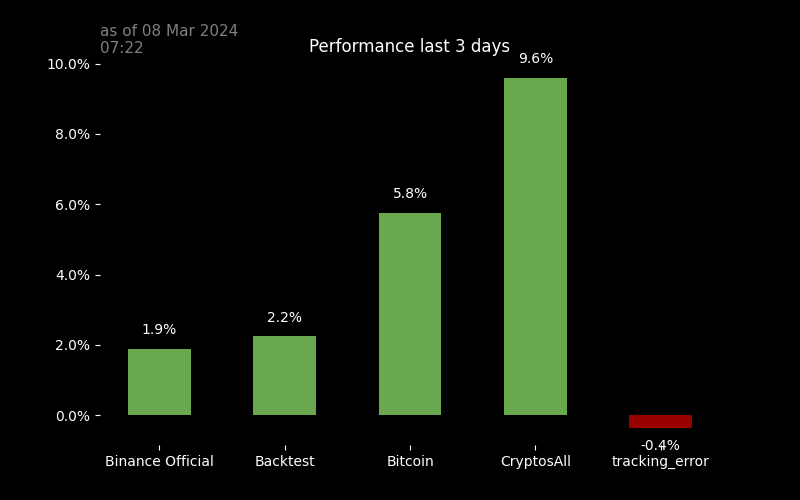 as of 08 Mar 2024
07:22
Performance last 3 days
10.0%
8.0%
6.0%
4.0%
2.0%
0.0%
1.9%
2.2%
5.8%
9.6%
-0.4%
Binance Official
Backtest
Bitcoin
CryptosAll
tracking_error